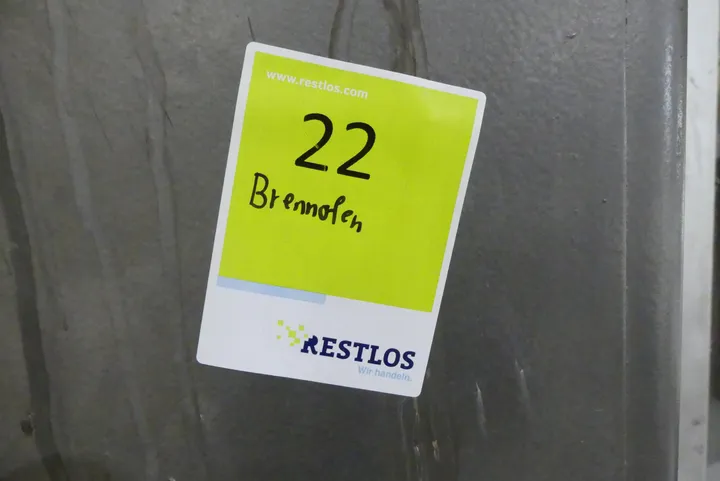 www.restlos.com
22
Brennofen
RESTLOS
Wir handeln.